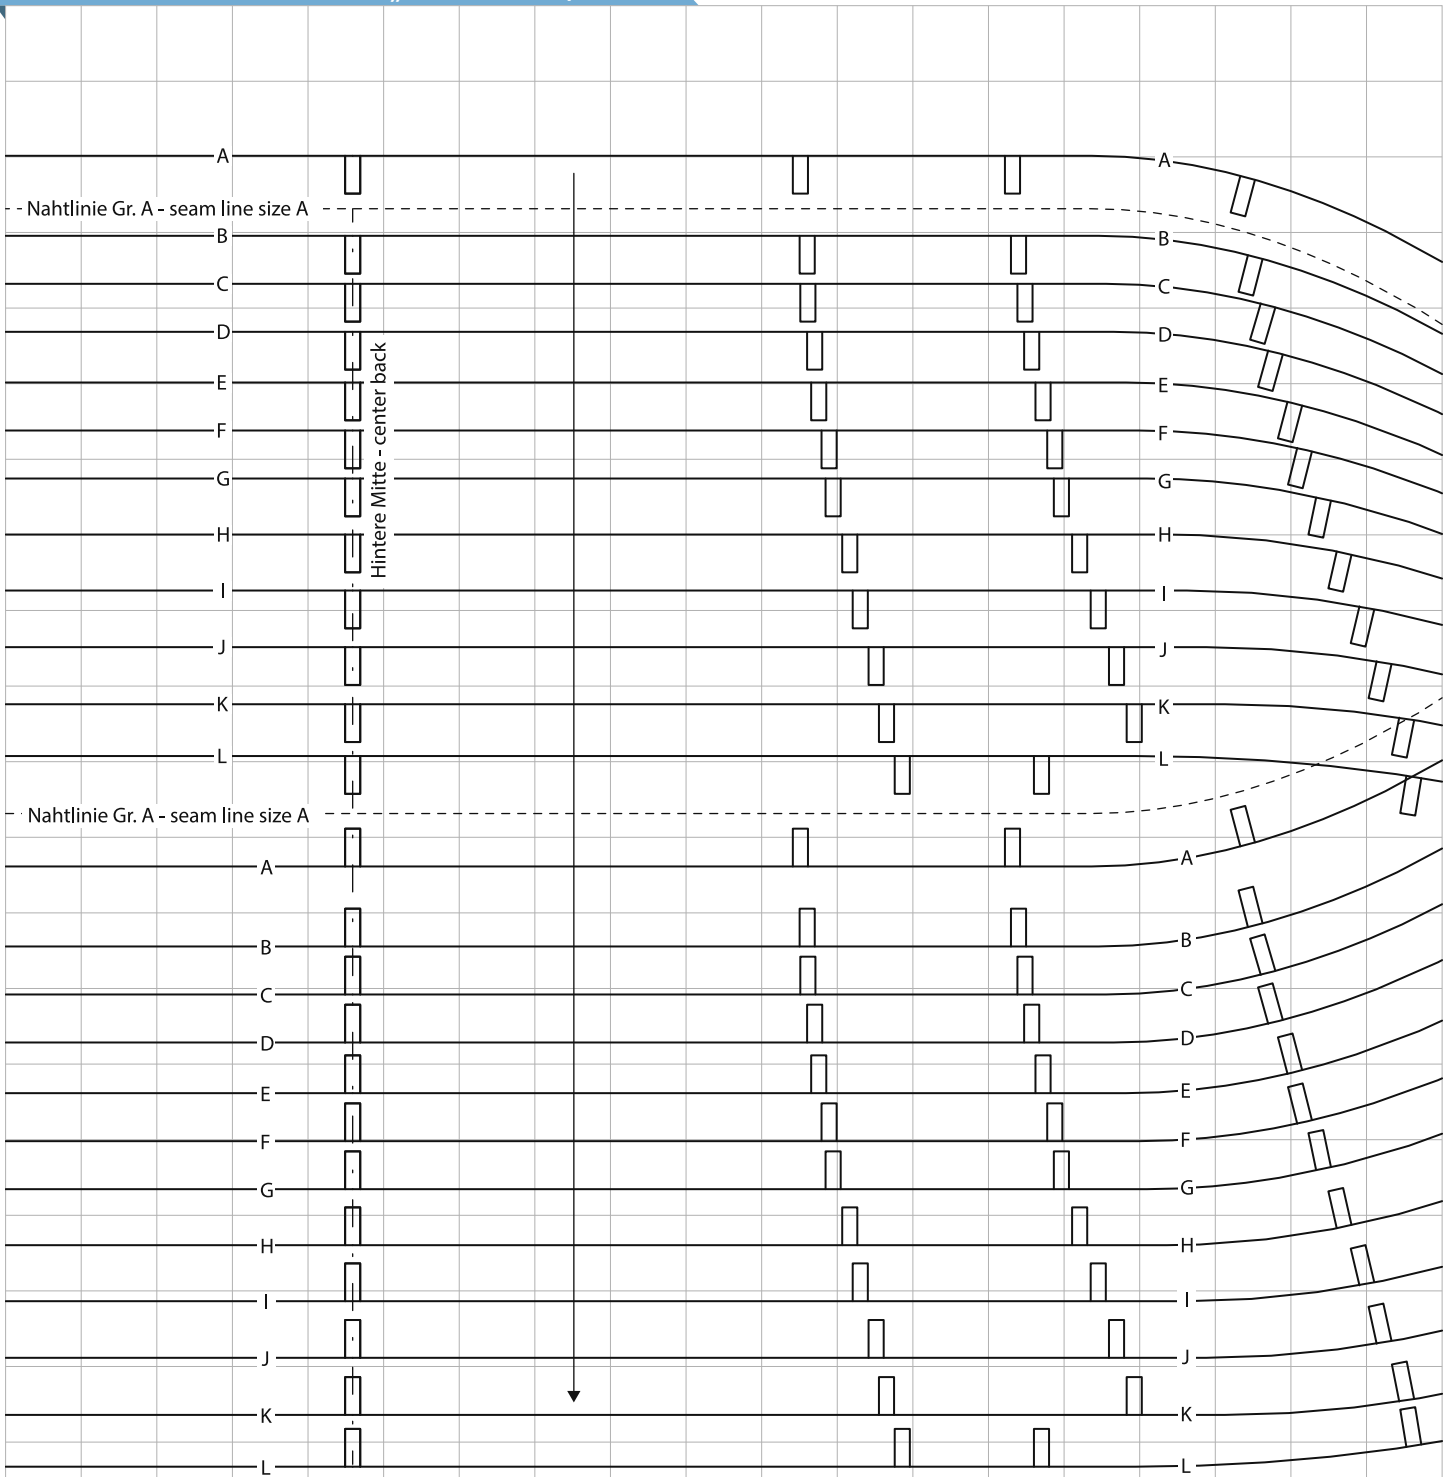 A A
Nahtlinie Gr. A - seam line size A
B B
C C
D D
Hintere Mitte - center back
E E
F F
G G
H H
I I
J J
K K
L L
Nahtlinie Gr. A - seam line size A
A A
B B
C C
D D
E E
F F
G G
H H
I I
J J
K K
L L